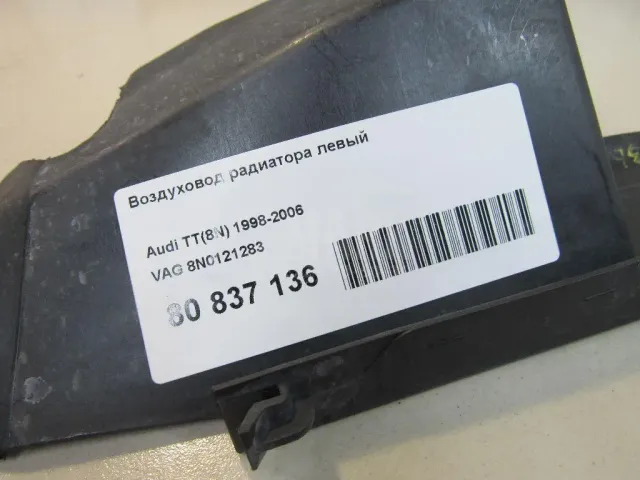 Воздуховод радиатора левый
Audi TT(8N) 1998-2006
VAG 8N0121283
80 837 136